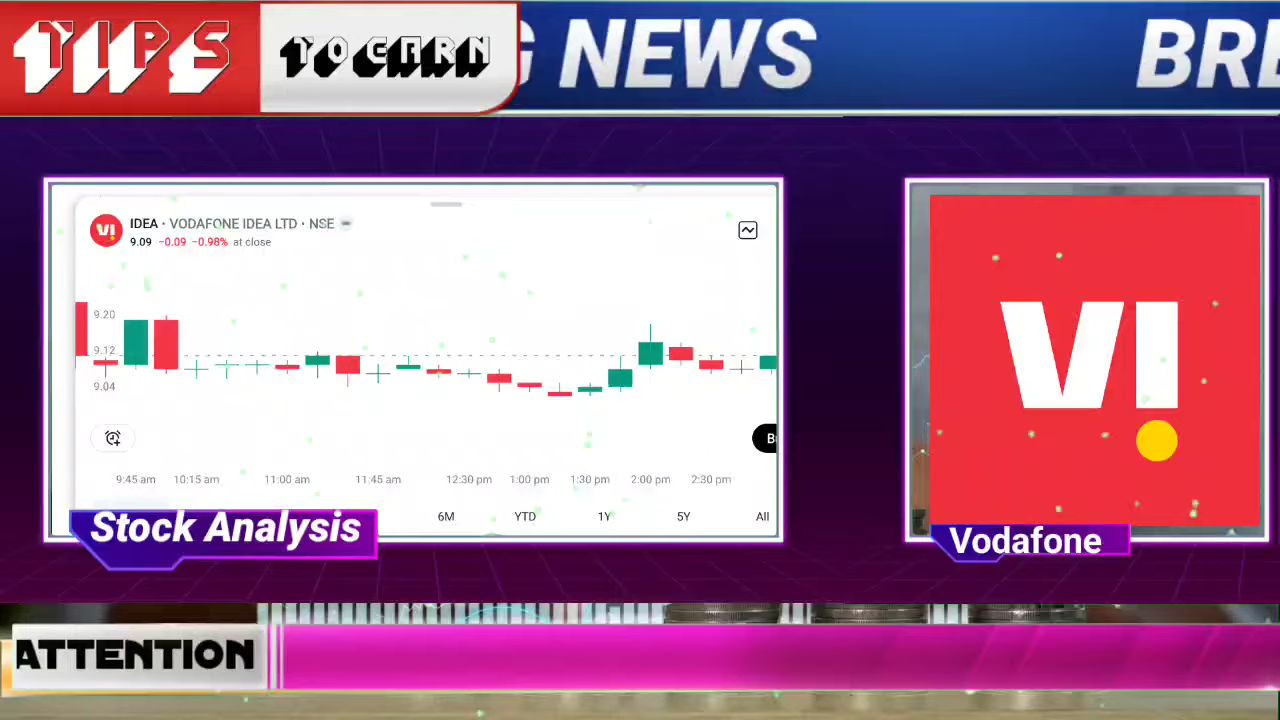 TIPS
TO EARN
G NEWS
BRE
IDEA · VODAFONE IDEA LTD · NSE
9.09 −0.09 −0.98% at close
9.20
9.12
9.04
B
9:45 am 10:15 am 11:00 am 11:45 am 12:30 pm 1:00 pm 1:30 pm 2:00 pm 2:30 pm
6M YTD 1Y 5Y All
Stock Analysis
VI
Vodafone
ATTENTION